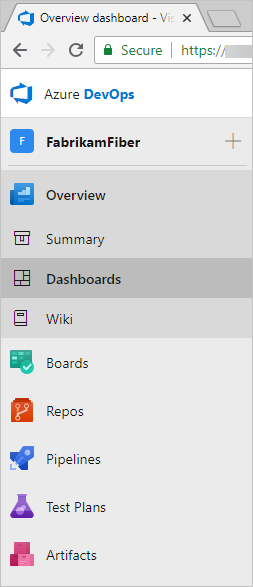 Overview dashboard - Vis
Secure https://
Azure DevOps
F FabrikamFiber
Overview
Summary
Dashboards
Wiki
Boards
Repos
Pipelines
Test Plans
Artifacts